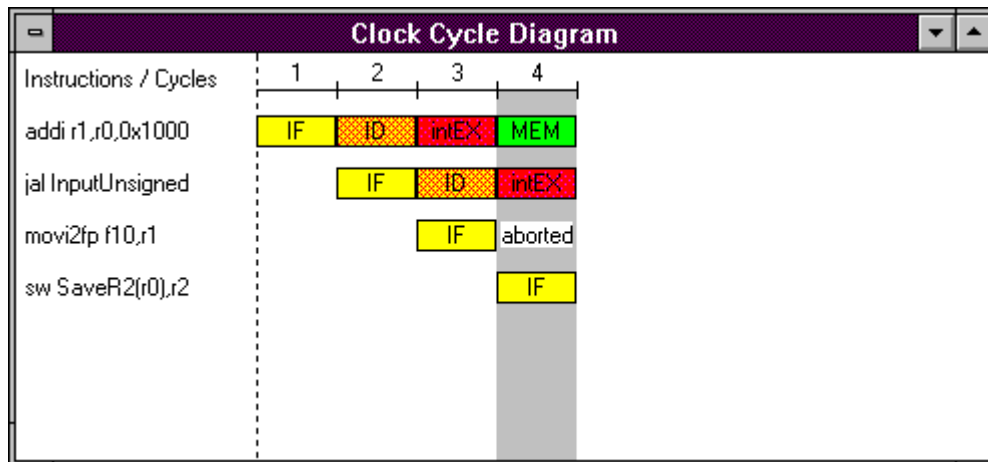 Clock Cycle Diagram
Instructions / Cycles 1 2 3 4
addi r1,r0,0x1000 IF ID intEX MEM
jal InputUnsigned IF ID intEX
movi2fp f10,r1 IF aborted
sw SaveR2(r0),r2 IF